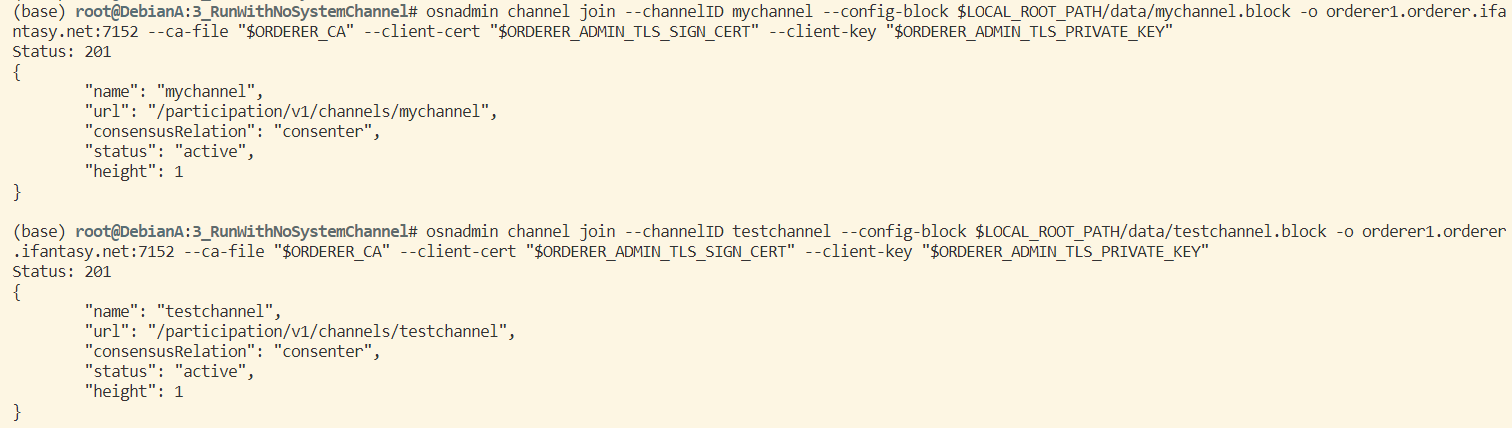 (base) root@DebianA:3_RunWithNoSystemChannel# osnadmin channel join --channelID mychannel --config-block $LOCAL_ROOT_PATH/data/mychannel.block -o orderer1.orderer.ifa
ntasy.net:7152 --ca-file "$ORDERER_CA" --client-cert "$ORDERER_ADMIN_TLS_SIGN_CERT" --client-key "$ORDERER_ADMIN_TLS_PRIVATE_KEY"
Status: 201
{
        "name": "mychannel",
        "url": "/participation/v1/channels/mychannel",
        "consensusRelation": "consenter",
        "status": "active",
        "height": 1
}

(base) root@DebianA:3_RunWithNoSystemChannel# osnadmin channel join --channelID testchannel --config-block $LOCAL_ROOT_PATH/data/testchannel.block -o orderer1.orderer
.ifantasy.net:7152 --ca-file "$ORDERER_CA" --client-cert "$ORDERER_ADMIN_TLS_SIGN_CERT" --client-key "$ORDERER_ADMIN_TLS_PRIVATE_KEY"
Status: 201
{
        "name": "testchannel",
        "url": "/participation/v1/channels/testchannel",
        "consensusRelation": "consenter",
        "status": "active",
        "height": 1
}